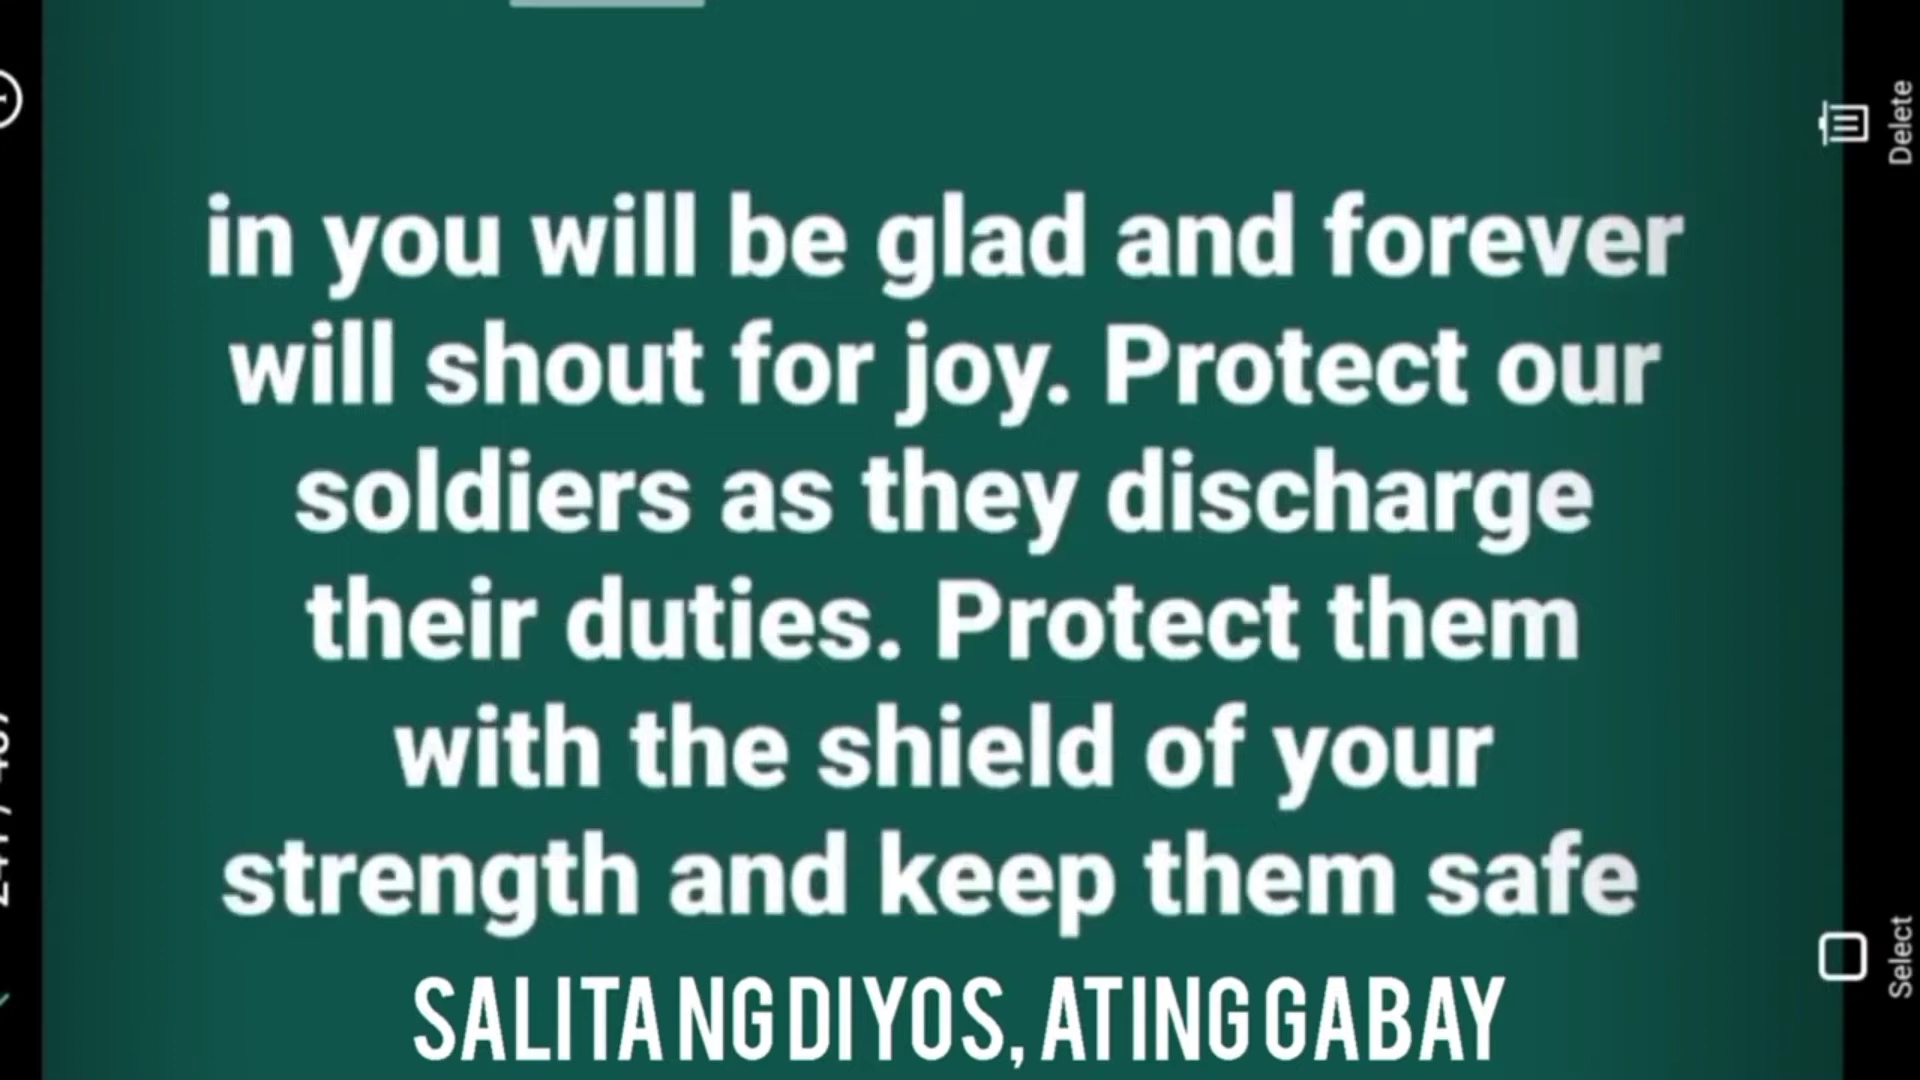 in you will be glad and forever
will shout for joy. Protect our
soldiers as they discharge
their duties. Protect them
with the shield of your
strength and keep them safe
SALITA NG DIYOS, ATING GABAY
Delete
Select